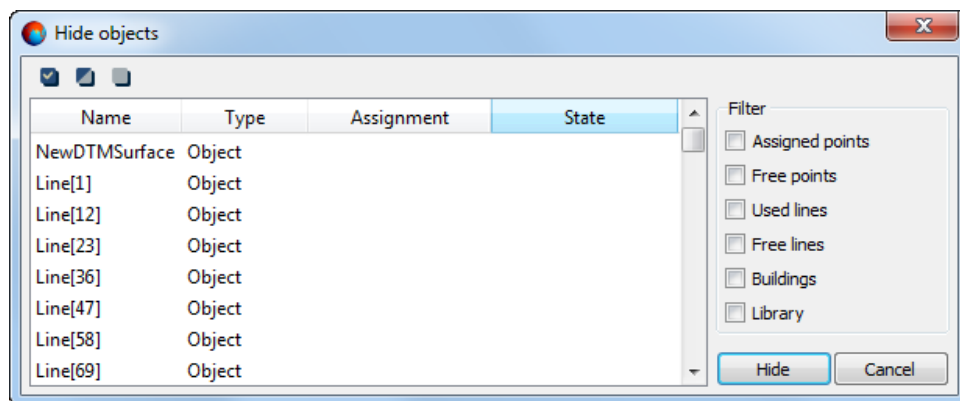 Hide objects
Name Type Assignment State
NewDTMSurface Object
Line[1] Object
Line[12] Object
Line[23] Object
Line[36] Object
Line[47] Object
Line[58] Object
Line[69] Object
Filter
Assigned points
Free points
Used lines
Free lines
Buildings
Library
Hide Cancel